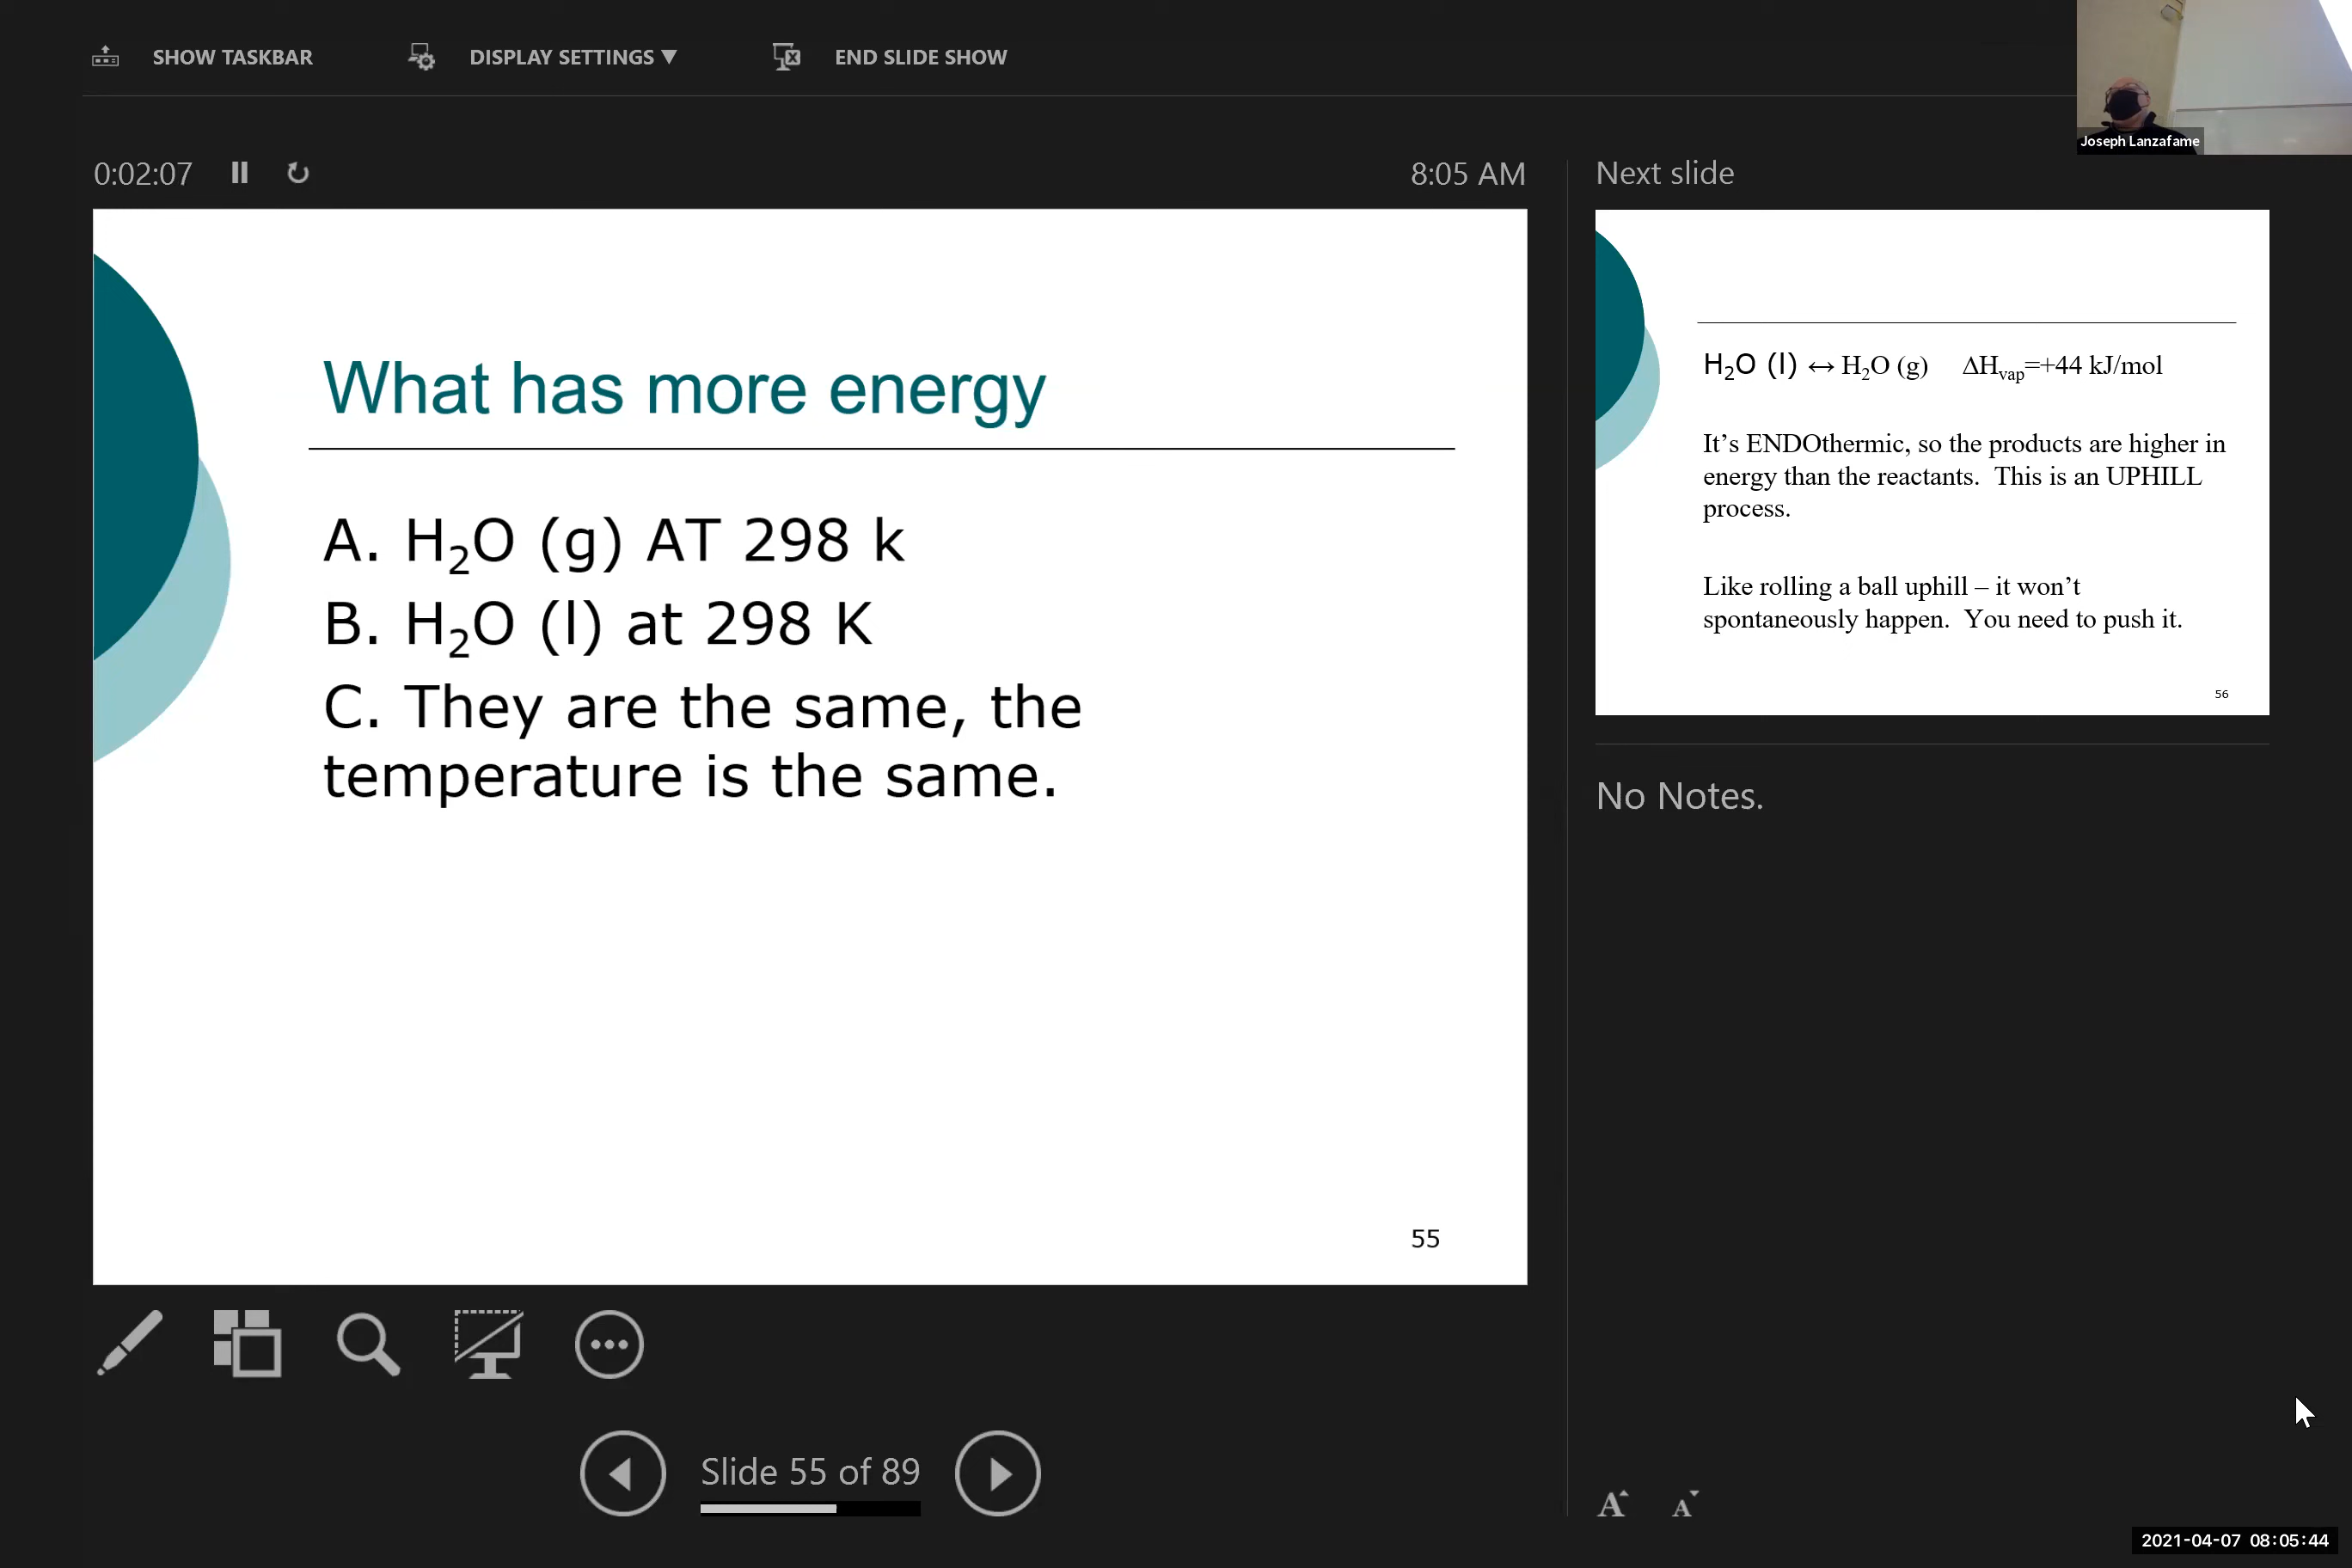 SHOW TASKBAR DISPLAY SETTINGS ▼ END SLIDE SHOW
Joseph Lanzafame
0:02:07 8:05 AM
Next slide
What has more energy
A. H₂O (g) AT 298 k
B. H₂O (l) at 298 K
C. They are the same, the
temperature is the same.
55
H₂O (l) ↔ H₂O (g) ΔHvap=+44 kJ/mol
It’s ENDOthermic, so the products are higher in
energy than the reactants. This is an UPHILL
process.
Like rolling a ball uphill – it won’t
spontaneously happen. You need to push it.
56
No Notes.
Slide 55 of 89
A A
2021-04-07 08:05:44